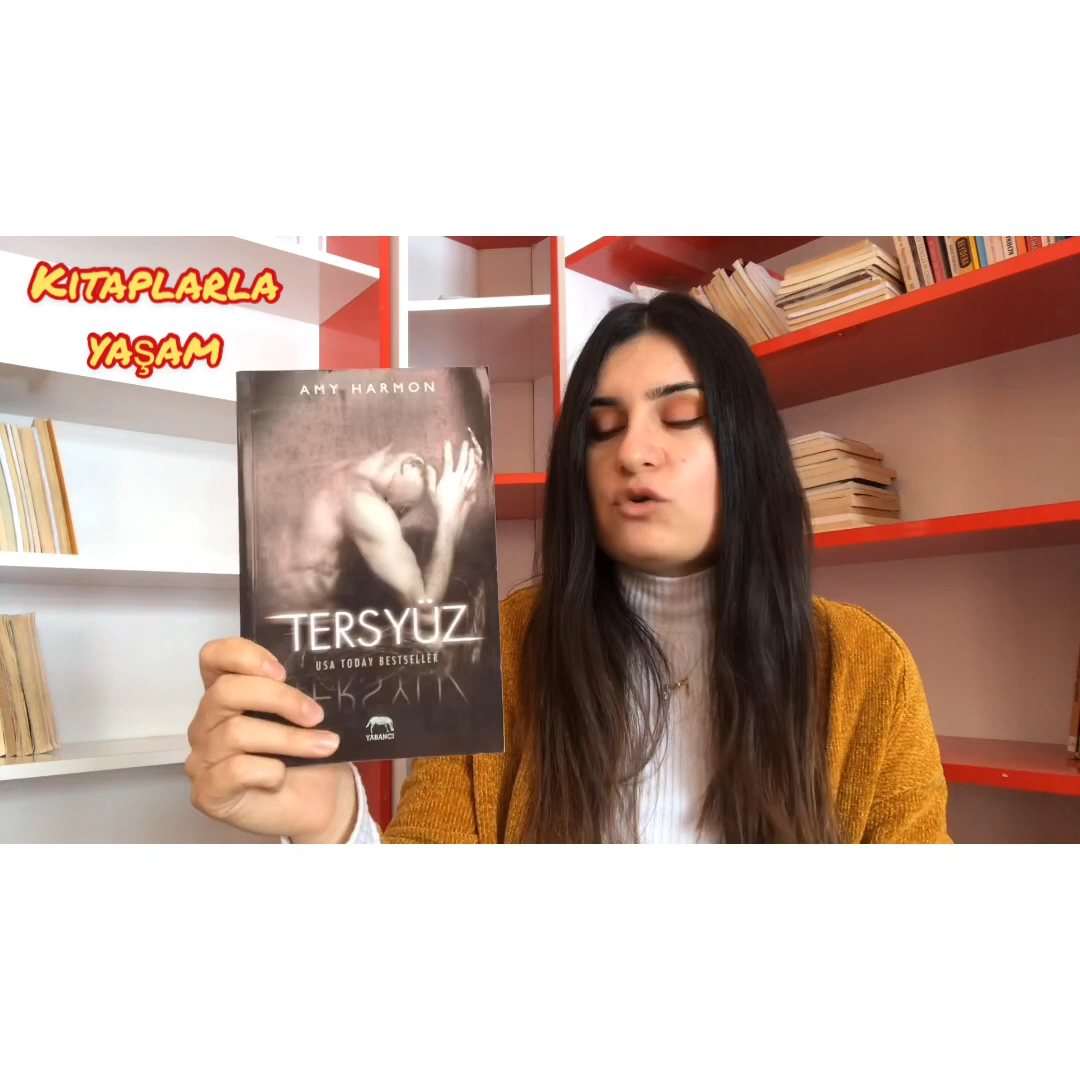 KITAPLARLA
YAŞAM
AMY HARMON
TERSYÜZ
USA TODAY BESTSELLER
YABANCI